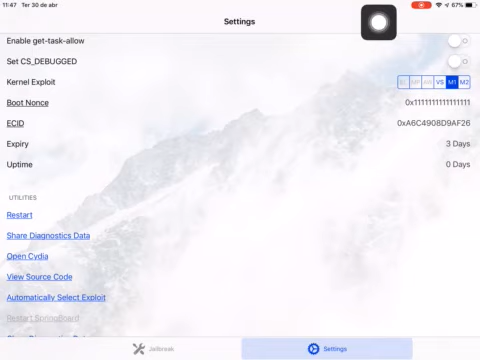 11:47 Ter 30 de abr 67%
Settings
Enable get-task-allow
Set CS_DEBUGGED
Kernel Exploit VS M1 M2
Boot Nonce 0x1111111111111111
ECID 0xA6C4908D9AF26
Expiry 3 Days
Uptime 0 Days
UTILITIES
Restart
Share Diagnostics Data
Open Cydia
View Source Code
Automatically Select Exploit
Restart SpringBoard
Jailbreak Settings